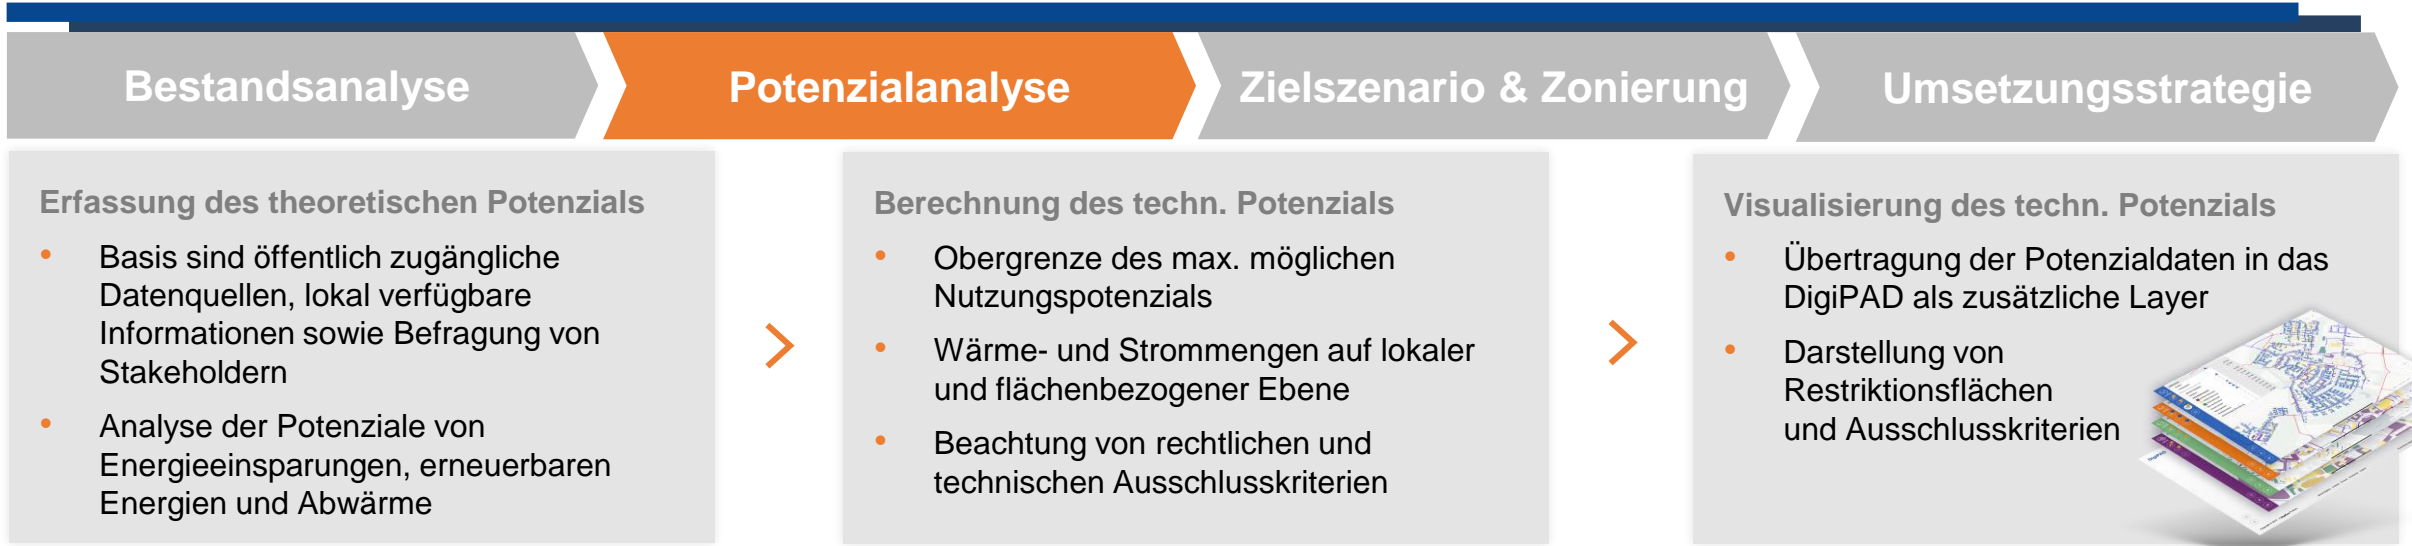 Bestandsanalyse
Potenzialanalyse
Zielszenario & Zonierung
Umsetzungsstrategie
Erfassung des theoretischen Potenzials
• Basis sind öffentlich zugängliche
Datenquellen, lokal verfügbare
Informationen sowie Befragung von
Stakeholdern
• Analyse der Potenziale von
Energieeinsparungen, erneuerbaren
Energien und Abwärme
Berechnung des techn. Potenzials
• Obergrenze des max. möglichen
Nutzungspotenzials
• Wärme- und Strommengen auf lokaler
und flächenbezogener Ebene
• Beachtung von rechtlichen und
technischen Ausschlusskriterien
Visualisierung des techn. Potenzials
• Übertragung der Potenzialdaten in das
DigiPAD als zusätzliche Layer
• Darstellung von
Restriktionsflächen
und Ausschlusskriterien